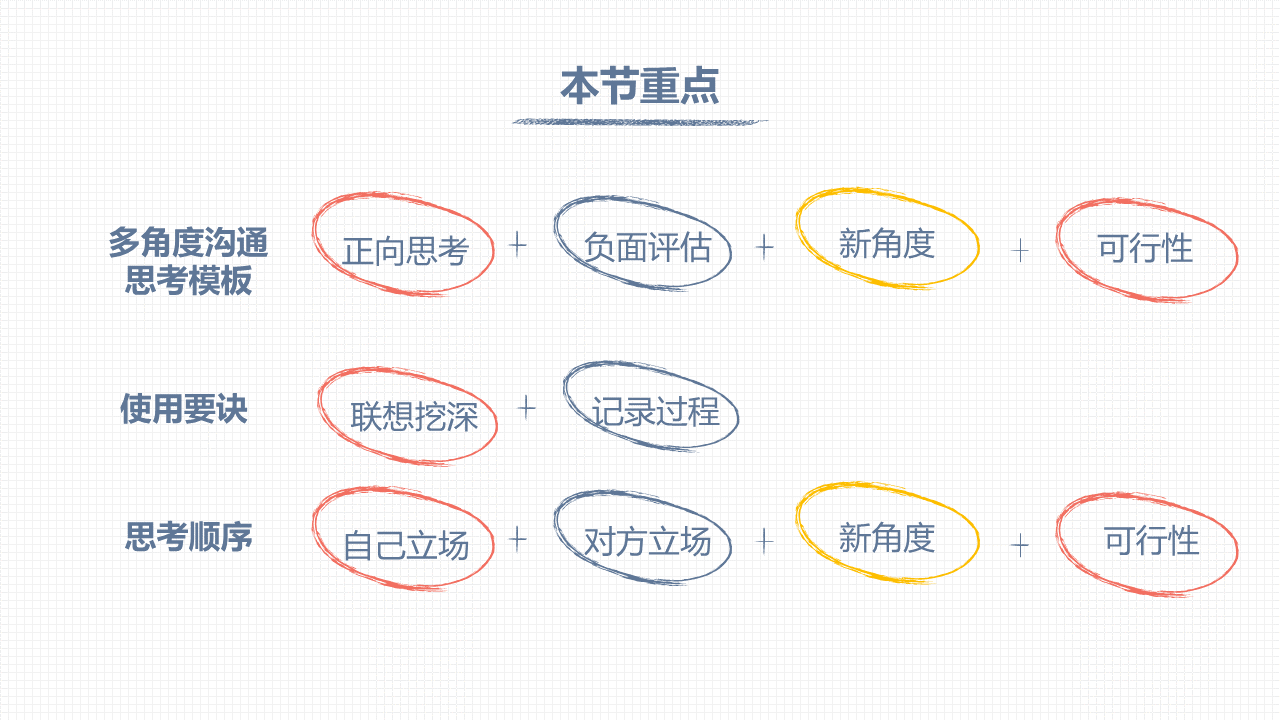 本节重点
多角度沟通
思考模板
正向思考 + 负面评估 + 新角度 + 可行性
使用要诀
联想挖深 + 记录过程
思考顺序
自己立场 + 对方立场 + 新角度 + 可行性